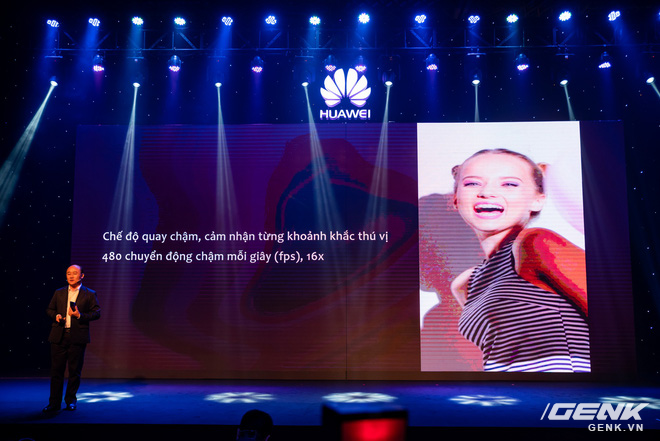 HUAWEI
Chế độ quay chậm, cảm nhận từng khoảnh khắc thú vị
480 chuyển động chậm mỗi giây (fps), 16x
GENK
GENK.VN